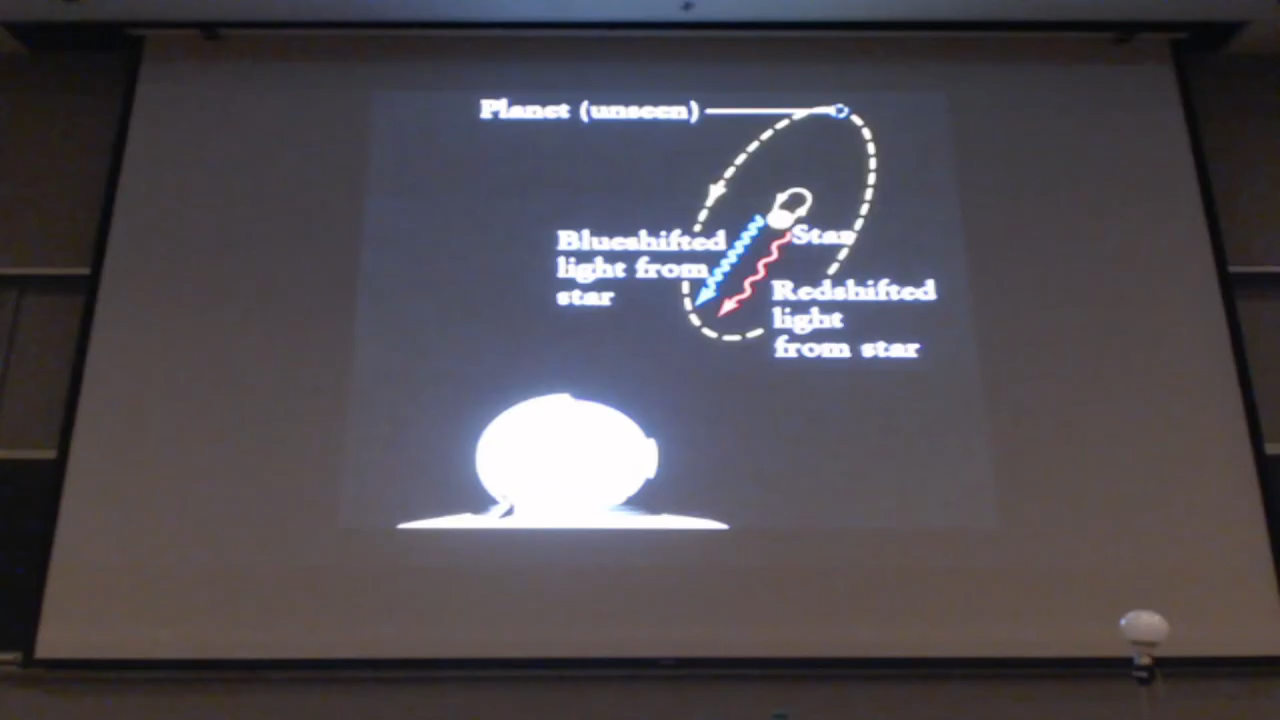 Planet (unseen)
Blueshifted
light from
star
Star
Redshifted
light
from star